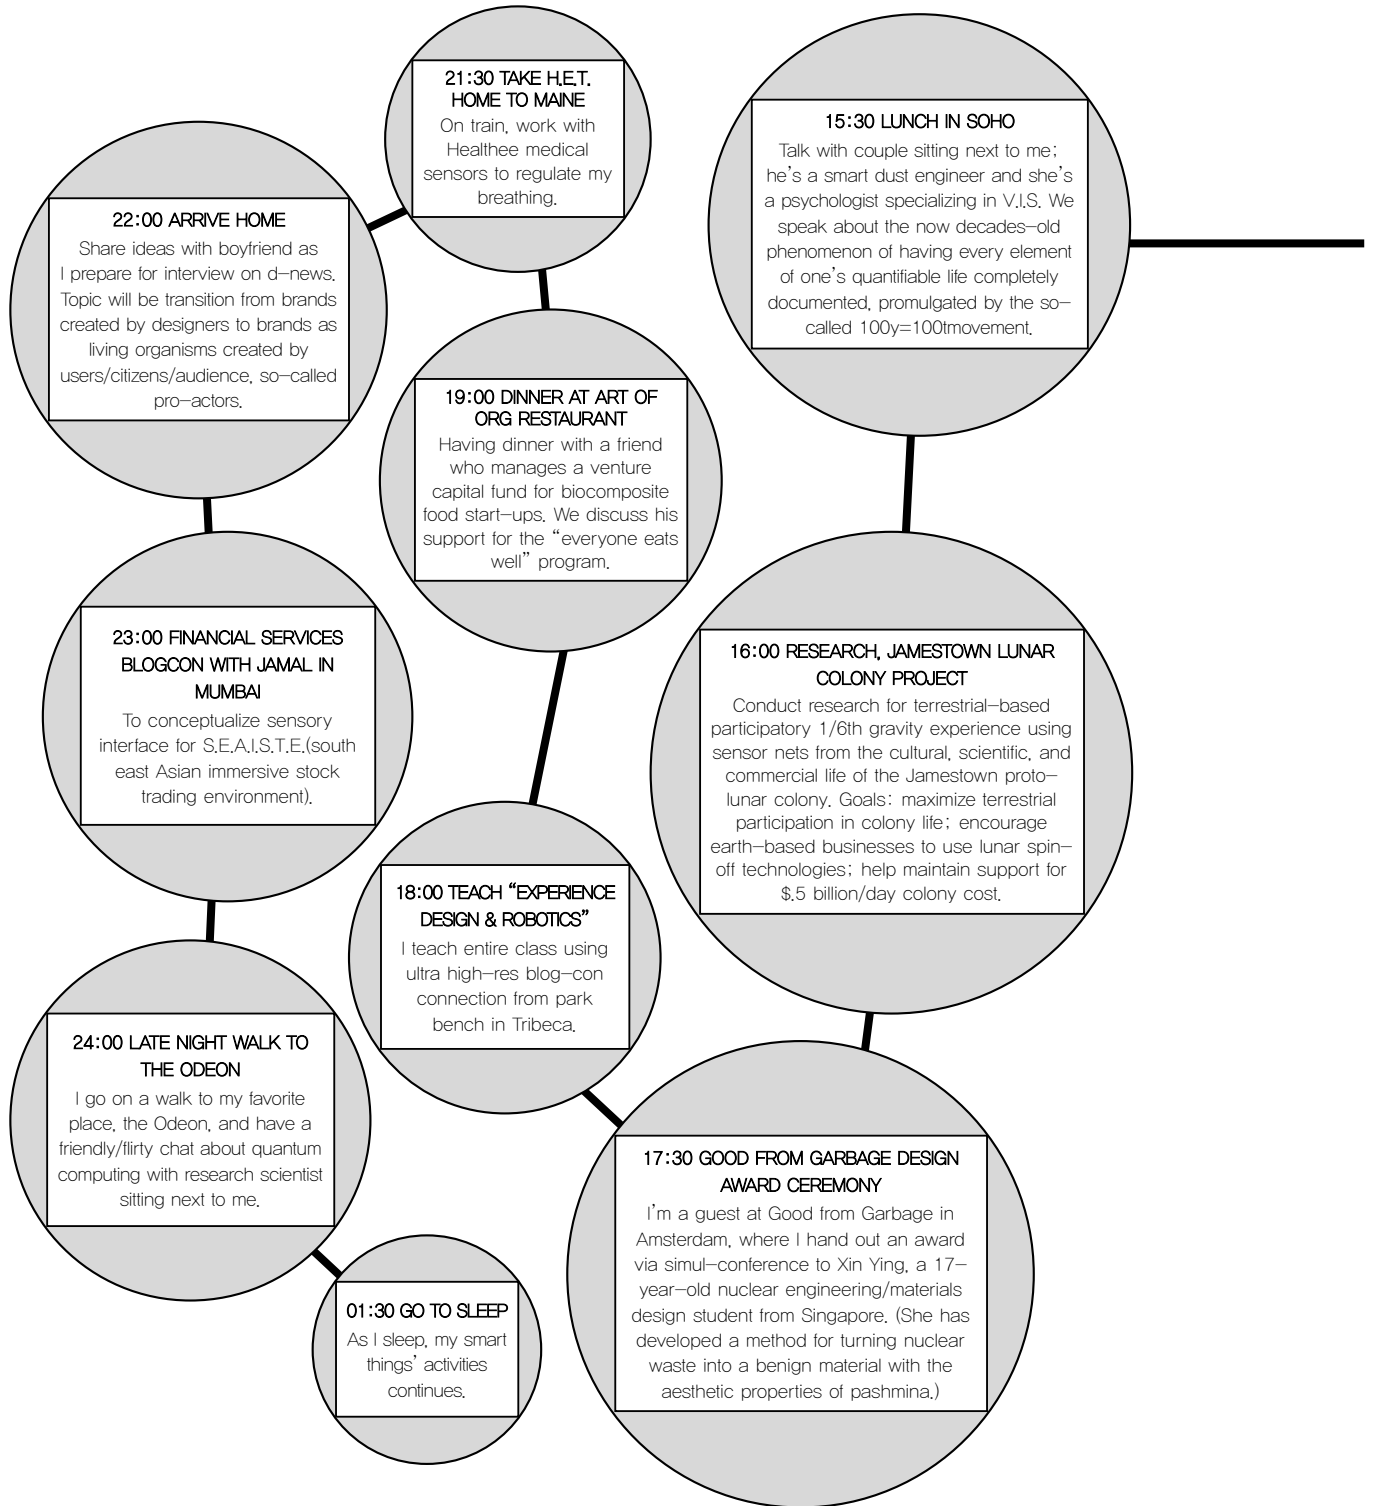 15:30 LUNCH IN SOHO
Talk with couple sitting next to me;
he's a smart dust engineer and she's
a psychologist specializing in V.I.S. We
speak about the now decades-old
phenomenon of having every element
of one's quantifiable life completely
documented, promulgated by the so-
called 100y=100tmovement.
16:00 RESEARCH, JAMESTOWN LUNAR
COLONY PROJECT
Conduct research for terrestrial-based
participatory 1/6th gravity experience using
sensor nets from the cultural, scientific, and
commercial life of the Jamestown proto-
lunar colony. Goals: maximize terrestrial
participation in colony life; encourage
earth-based businesses to use lunar spin-
off technologies; help maintain support for
$.5 billion/day colony cost.
17:30 GOOD FROM GARBAGE DESIGN
AWARD CEREMONY
I'm a guest at Good from Garbage in
Amsterdam, where I hand out an award
via simul-conference to Xin Ying, a 17-
year-old nuclear engineering/materials
design student from Singapore. (She has
developed a method for turning nuclear
waste into a benign material with the
aesthetic properties of pashmina.)
18:00 TEACH “EXPERIENCE
DESIGN & ROBOTICS”
I teach entire class using
ultra high-res blog-con
connection from park
bench in Tribeca.
19:00 DINNER AT ART OF
ORG RESTAURANT
Having dinner with a friend
who manages a venture
capital fund for biocomposite
food start-ups. We discuss his
support for the “everyone eats
well” program.
21:30 TAKE H.E.T.
HOME TO MAINE
On train, work with
Healthee medical
sensors to regulate my
breathing.
22:00 ARRIVE HOME
Share ideas with boyfriend as
I prepare for interview on d-news.
Topic will be transition from brands
created by designers to brands as
living organisms created by
users/citizens/audience, so-called
pro-actors.
23:00 FINANCIAL SERVICES
BLOGCON WITH JAMAL IN
MUMBAI
To conceptualize sensory
interface for S.E.A.I.S.T.E.(south
east Asian immersive stock
trading environment).
24:00 LATE NIGHT WALK TO
THE ODEON
I go on a walk to my favorite
place, the Odeon, and have a
friendly/flirty chat about quantum
computing with research scientist
sitting next to me.
01:30 GO TO SLEEP
As I sleep, my smart
things' activities
continues.